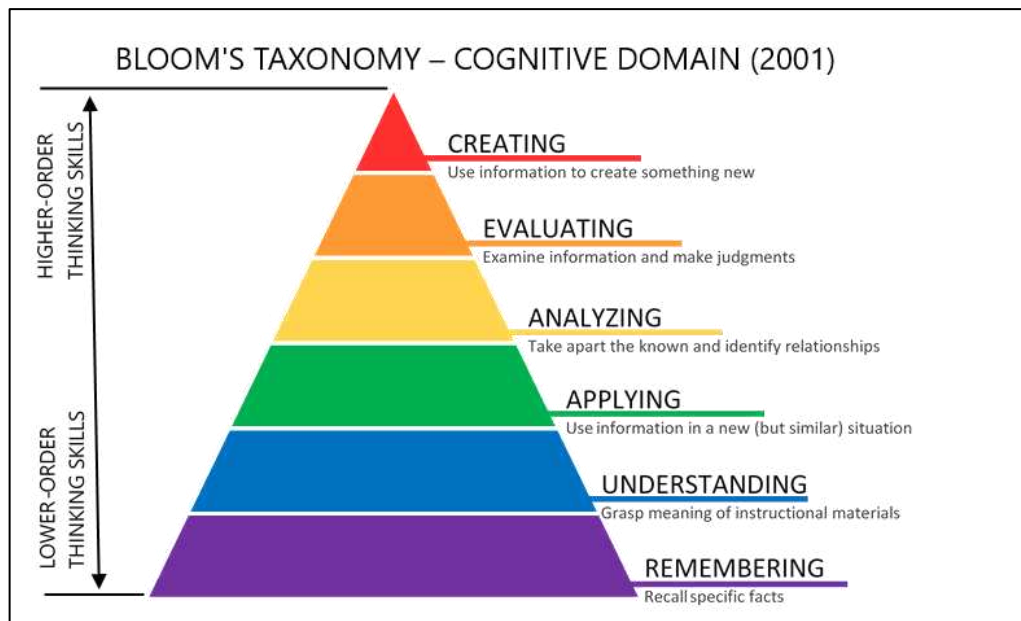 BLOOM'S TAXONOMY – COGNITIVE DOMAIN (2001)
HIGHER-ORDER
THINKING SKILLS
LOWER-ORDER
THINKING SKILLS
CREATING
Use information to create something new
EVALUATING
Examine information and make judgments
ANALYZING
Take apart the known and identify relationships
APPLYING
Use information in a new (but similar) situation
UNDERSTANDING
Grasp meaning of instructional materials
REMEMBERING
Recall specific facts